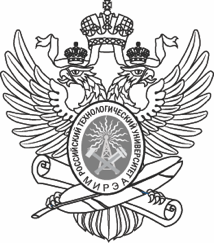 РОССИЙСКИЙ ТЕХНОЛОГИЧЕСКИЙ УНИВЕРСИТЕТ
МИРЭА